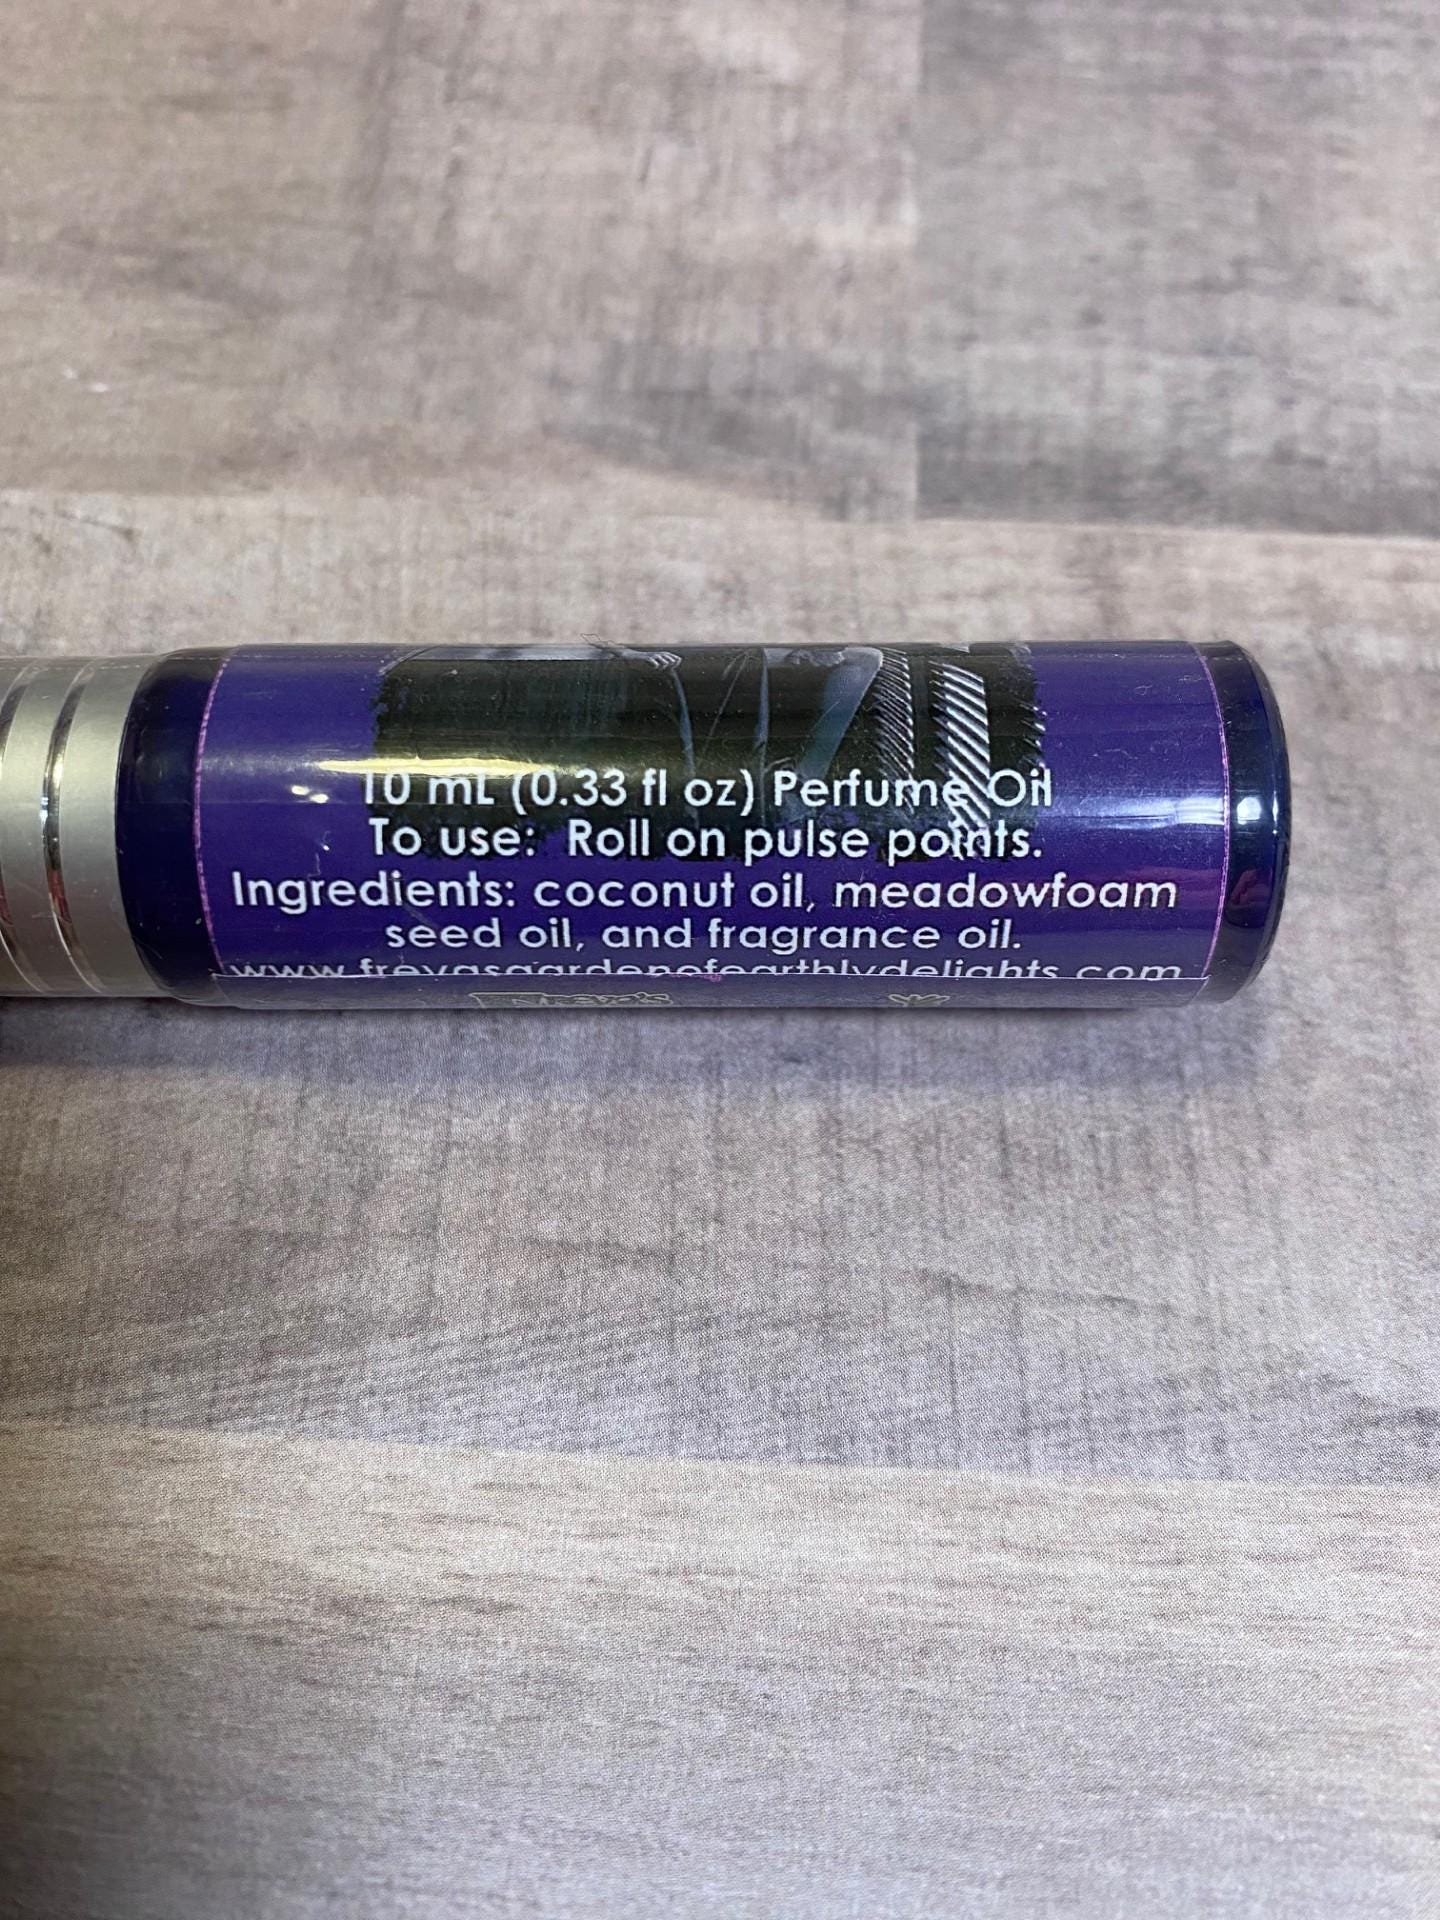 10 mL (0.33 fl oz) Perfume Oil
To use: Roll on pulse points.
Ingredients: coconut oil, meadowfoam
seed oil, and fragrance oil.
www.freyasgardenofearthlydelights.com